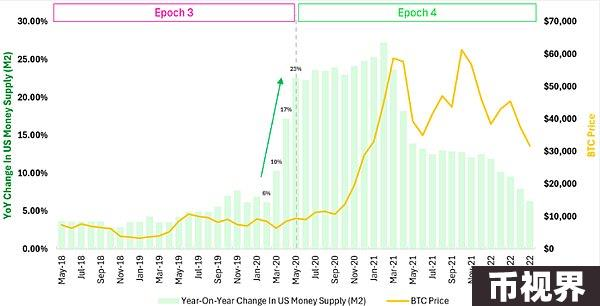 Epoch 3
Epoch 4
30.00%
25.00%
20.00%
15.00%
10.00%
5.00%
0.00%
YoY Change In US Money Supply (M2)
6%
10%
17%
23%
$70,000
$60,000
$50,000
$40,000
$30,000
$20,000
$10,000
$0
BTC Price
May-18
Jul-18
Sep-18
Nov-18
Jan-19
Mar-19
May-19
Jul-19
Sep-19
Nov-19
Jan-20
Mar-20
May-20
Jul-20
Sep-20
Nov-20
Jan-21
Mar-21
May-21
Jul-21
Sep-21
Nov-21
Jan-22
Mar-22
22
Year-On-Year Change In US Money Supply (M2)
BTC Price
币视界